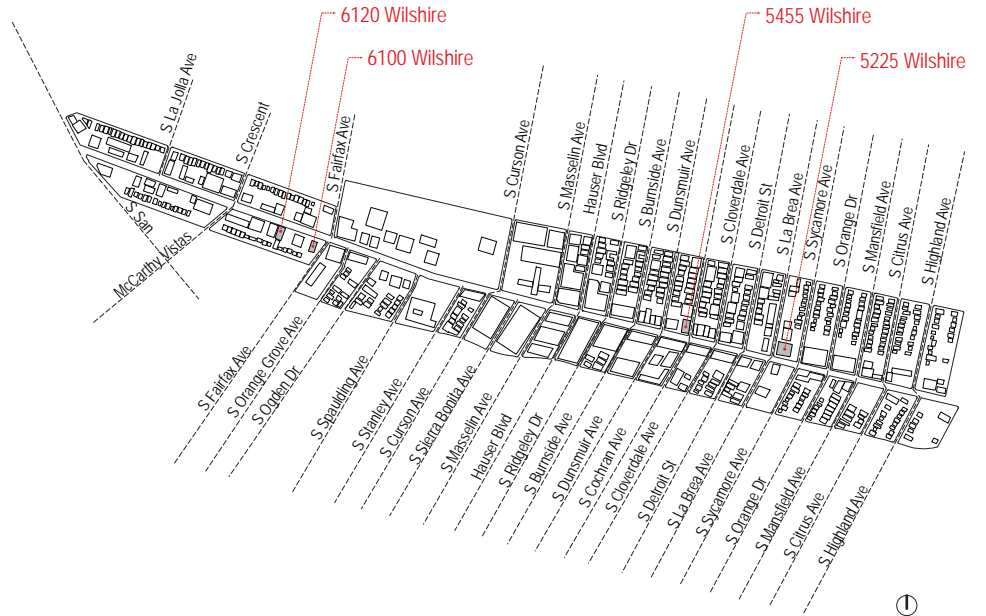 6120 Wilshire
6100 Wilshire
5455 Wilshire
5225 Wilshire
S La Jolla Ave
S Crescent
S Fairfax Ave
S Curson Ave
S Masselin Ave
Hauser Blvd
S Ridgeley Dr
S Burnside Ave
S Dunsmuir Ave
S Cloverdale Ave
S Detroit St
S La Brea Ave
S Sycamore Ave
S Orange Dr
S Mansfield Ave
S Citrus Ave
S Highland Ave
S San
McCarthy Vistas
S Fairfax Ave
S Orange Grove Ave
S Ogden Dr
S Spaulding Ave
S Stanley Ave
S Curson Ave
S Sierra Bonita Ave
S Masselin Ave
Hauser Blvd
S Ridgeley Dr
S Burnside Ave
S Dunsmuir Ave
S Cochran Ave
S Cloverdale Ave
S Detroit St
S La Brea Ave
S Sycamore Ave
S Orange Dr
S Mansfield Ave
S Citrus Ave
S Highland Ave